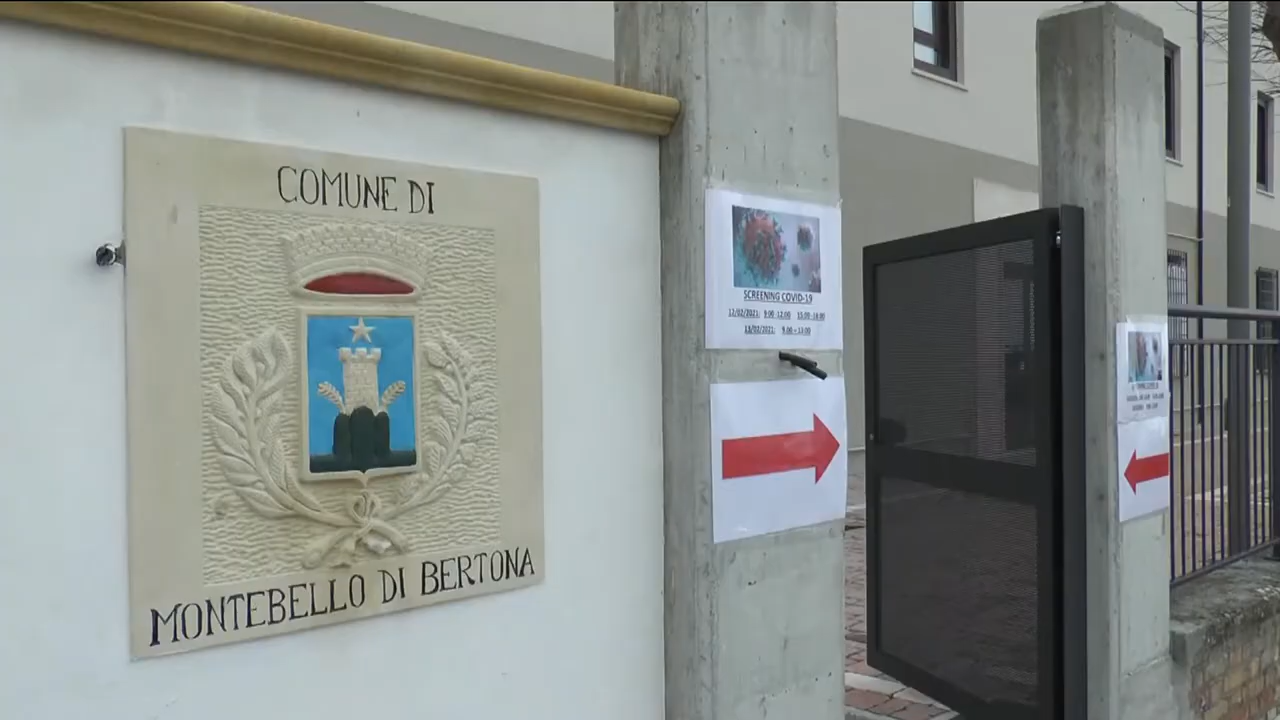 COMUNE DI
MONTEBELLO DI BERTONA
SCREENING COVID-19
12/02/2021: 9:00-12:00 15:00-18:00
13/02/2021: 9:00-13:00